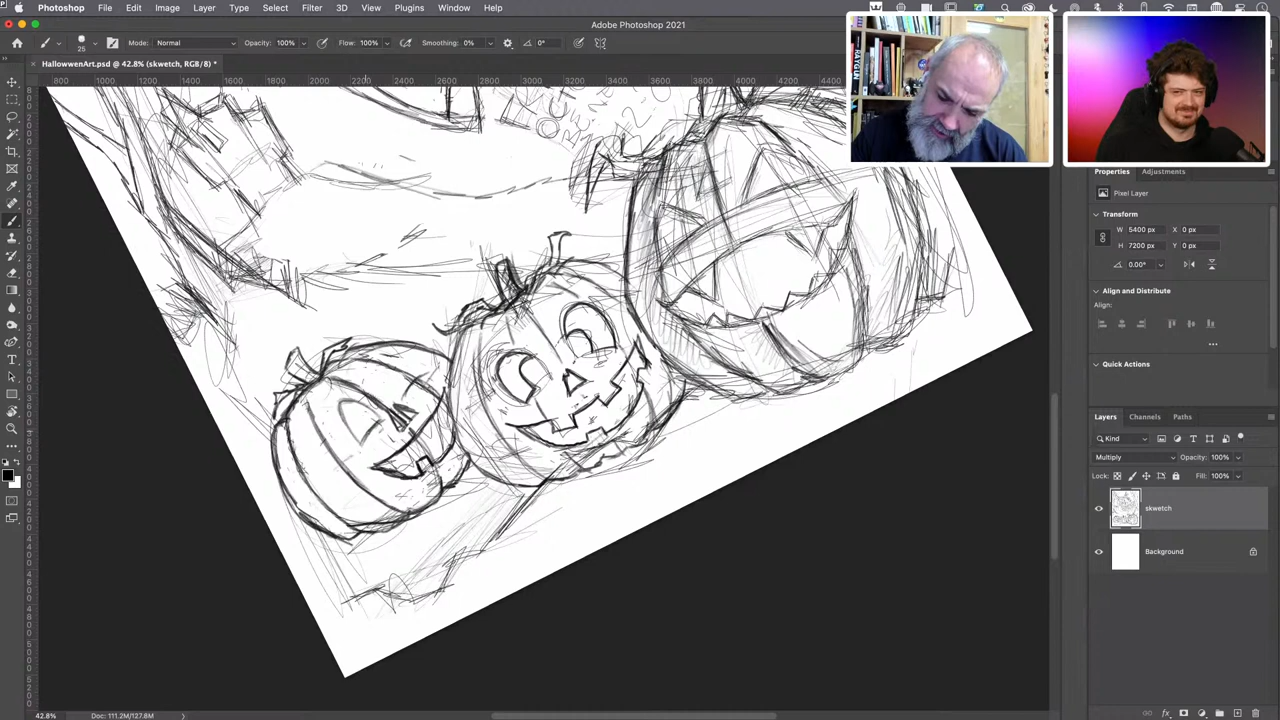 Photoshop File Edit Image Layer Type Select Filter 3D View Plugins Window Help
Adobe Photoshop 2021
25 Mode: Normal Opacity: 100% Flow: 100% Smoothing: 0% 0°
HallowwenArt.psd @ 42.8% (skwetch, RGB/8) *
800 1000 1200 1400 1600 1800 2000 2200 2400 2600 2800 3000 3200 3400 3600 3800 4000 4200 4400
Properties Adjustments
Pixel Layer
Transform
W 5400 px X 0 px
H 7200 px Y 0 px
0.00°
Align and Distribute
Align:
Quick Actions
Layers Channels Paths
Kind
Multiply Opacity: 100%
Lock: Fill: 100%
skwetch
Background
42.8% Doc: 111.2M/127.8M